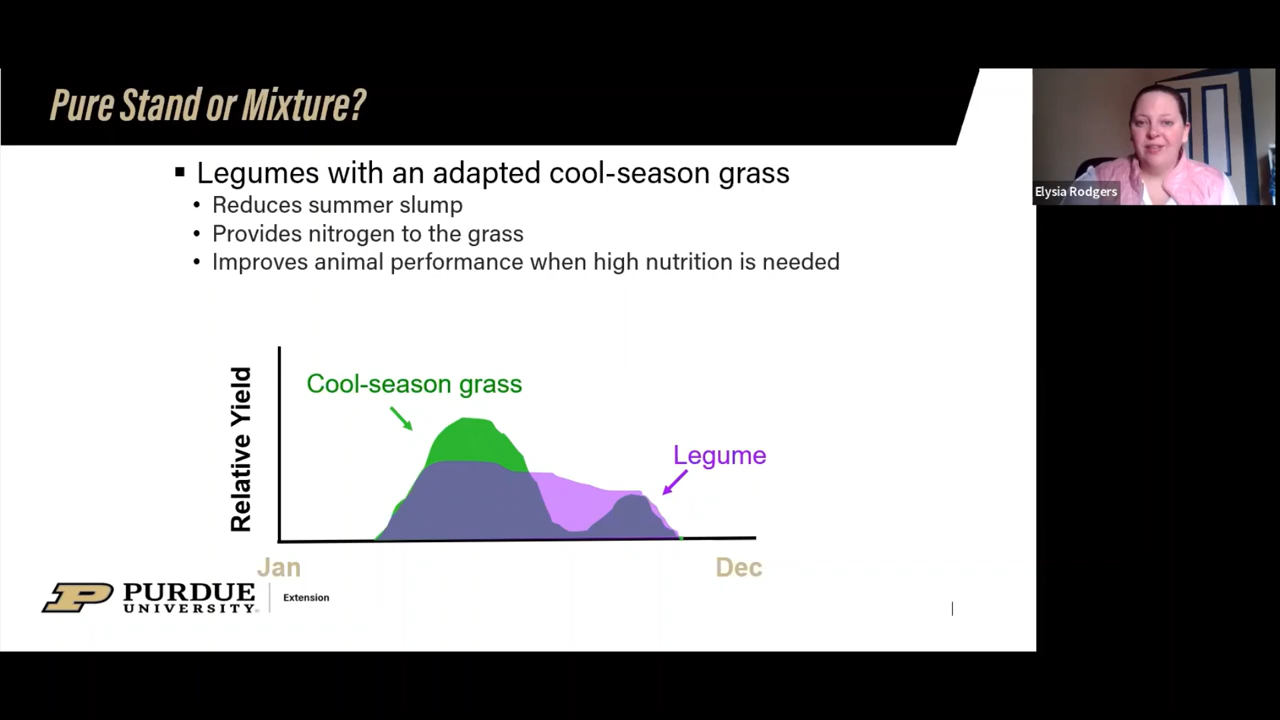 Pure Stand or Mixture?
Elysia Rodgers
▪ Legumes with an adapted cool-season grass
• Reduces summer slump
• Provides nitrogen to the grass
• Improves animal performance when high nutrition is needed
Relative Yield
Cool-season grass
Legume
Jan
Dec
PURDUE
UNIVERSITY
Extension